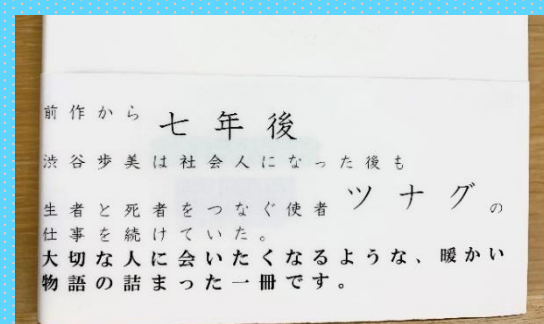 前作から 七年後
渋谷歩美は社会人になった後も
生者と死者をつなぐ使者 ツナグの
仕事を続けていた。
大切な人に会いたくなるような、暖かい
物語の詰まった一冊です。